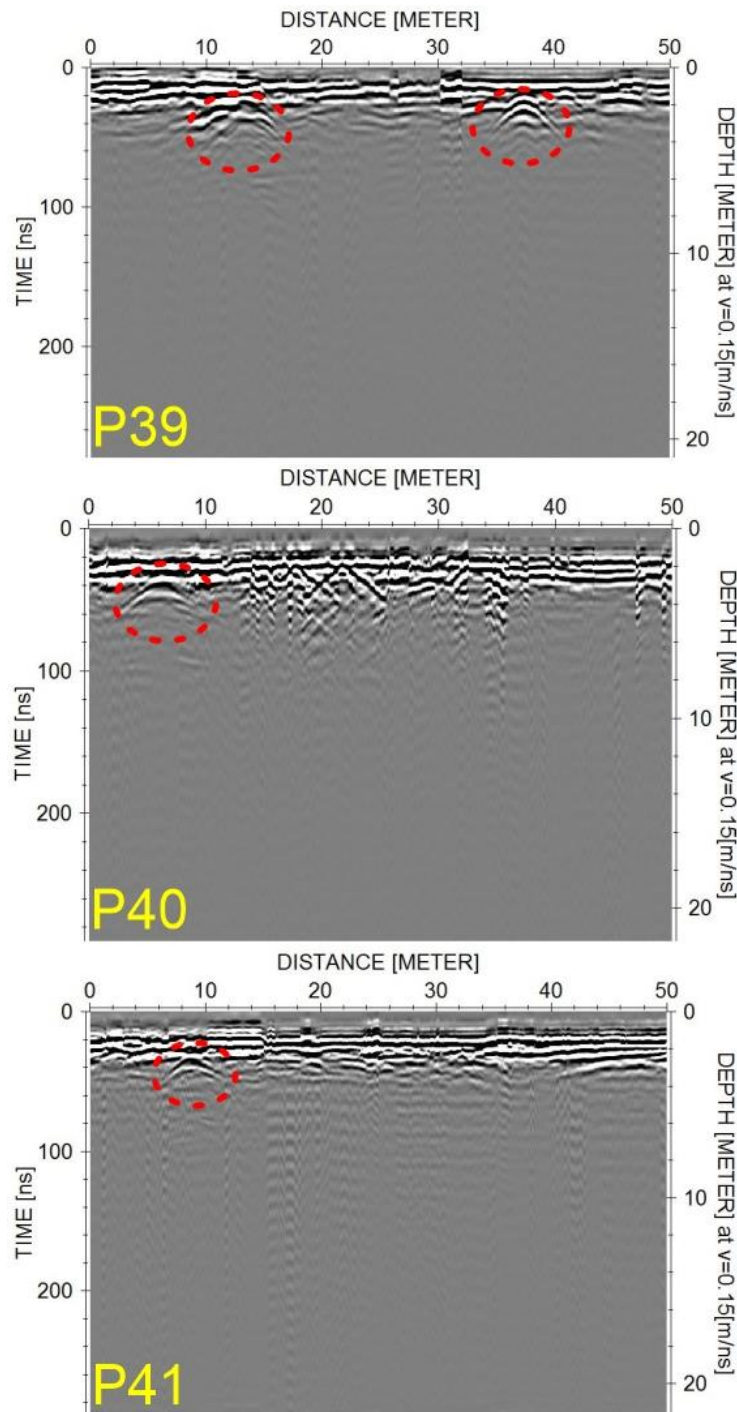 DISTANCE [METER]
0 10 20 30 40 50
0 100 200
TIME [ns]
0 10 20
DEPTH [METER] at v=0.15[m/ns]
P39
DISTANCE [METER]
0 10 20 30 40 50
0 100 200
TIME [ns]
0 10 20
DEPTH [METER] at v=0.15[m/ns]
P40
DISTANCE [METER]
0 10 20 30 40 50
0 100 200
TIME [ns]
0 10 20
DEPTH [METER] at v=0.15[m/ns]
P41